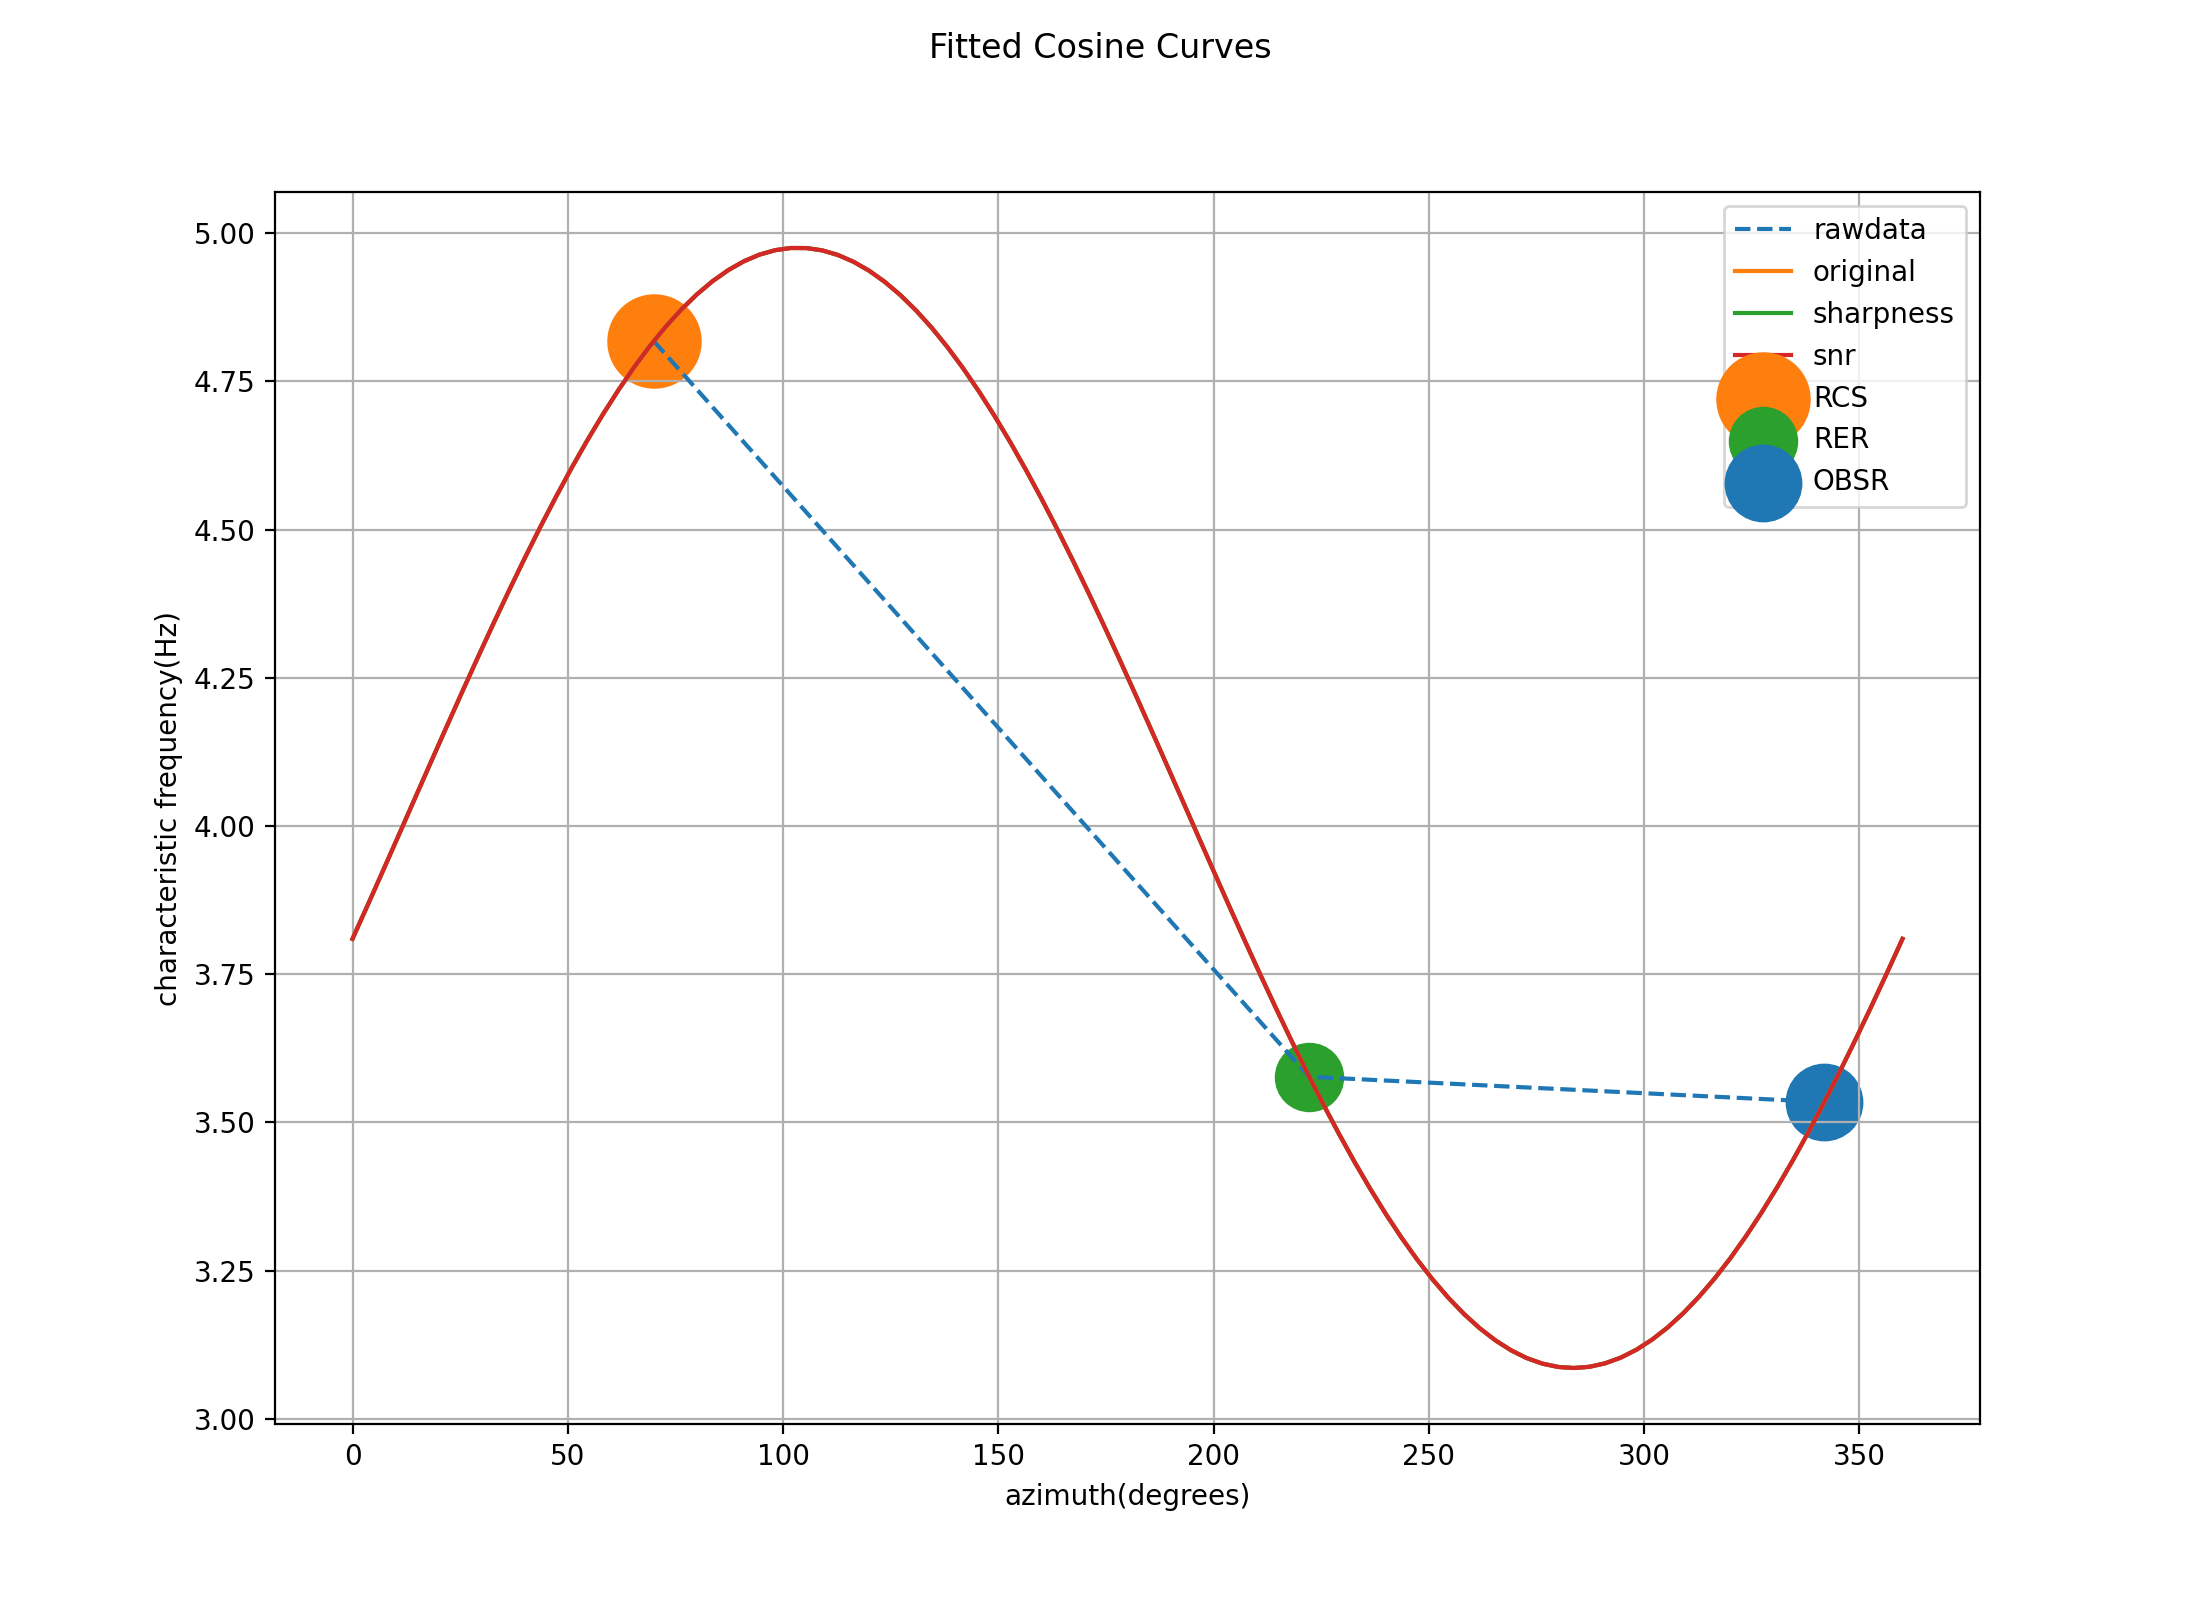 Fitted Cosine Curves
5.00
4.75
4.50
4.25
4.00
3.75
3.50
3.25
3.00
characteristic frequency(Hz)
rawdata
original
sharpness
snr
RCS
RER
OBSR
0 50 100 150 200 250 300 350
azimuth(degrees)